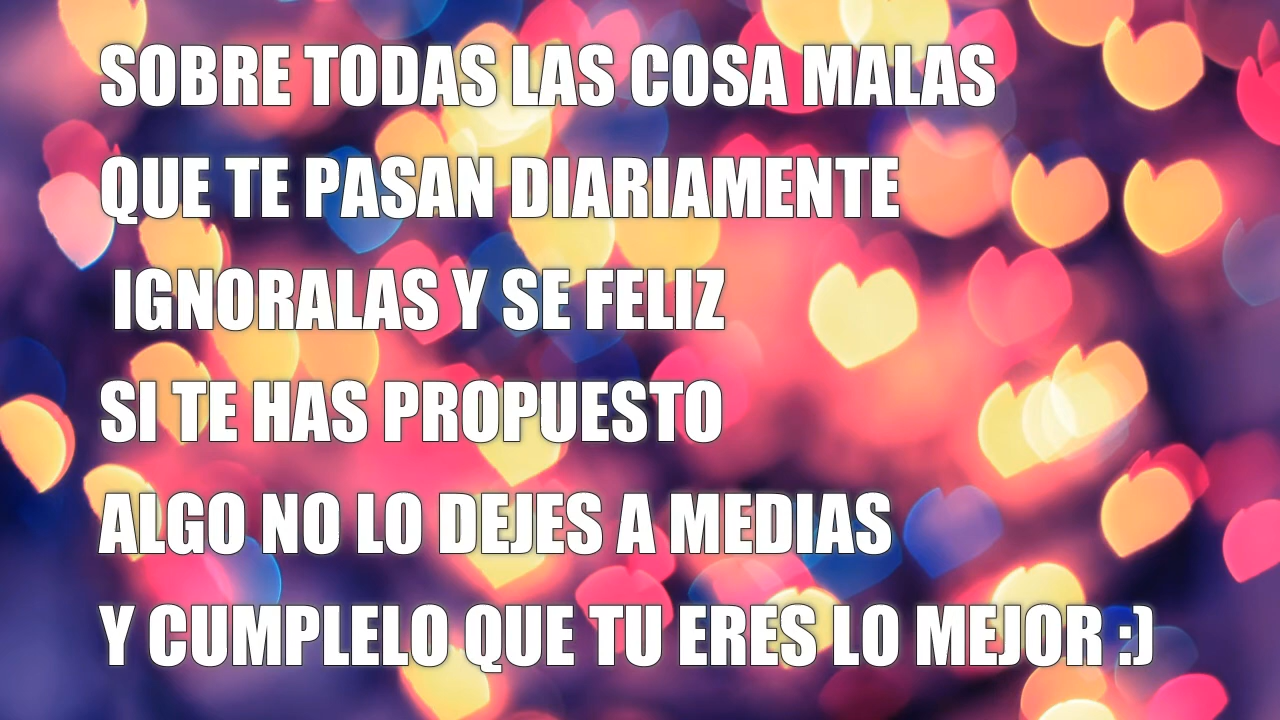 SOBRE TODAS LAS COSA MALAS
QUE TE PASAN DIARIAMENTE
IGNORALAS Y SE FELIZ
SI TE HAS PROPUESTO
ALGO NO LO DEJES A MEDIAS
Y CUMPLELO QUE TU ERES LO MEJOR :)